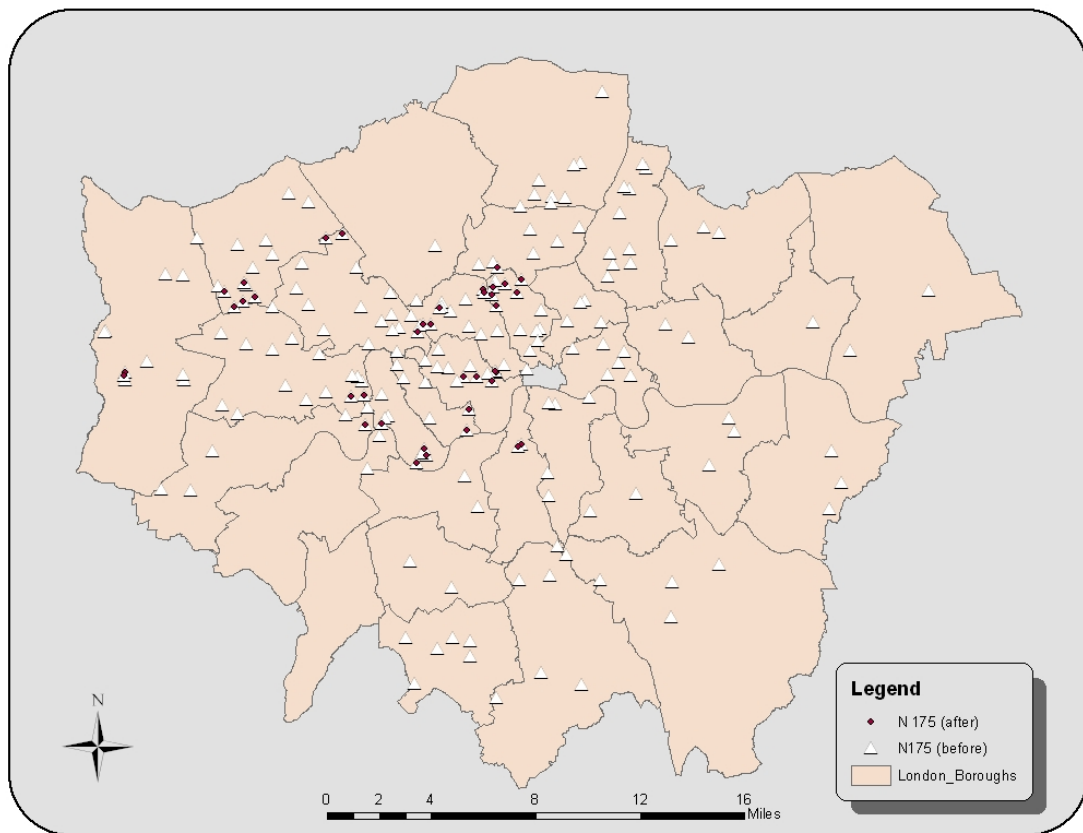 Legend
N 175 (after)
N175 (before)
London_Boroughs
N
0 2 4 8 12 16
Miles